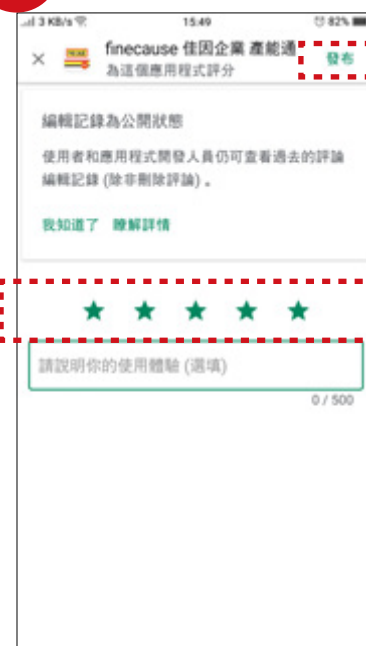 3 KB/s 15:49 82%
finecause 佳因企業 產能通
為這個應用程式評分
發布
編輯記錄為公開狀態
使用者和應用程式開發人員仍可查看過去的評論
編輯記錄 (除非刪除評論) 。
我知道了 瞭解詳情
請說明你的使用體驗 (選填)
0 / 500